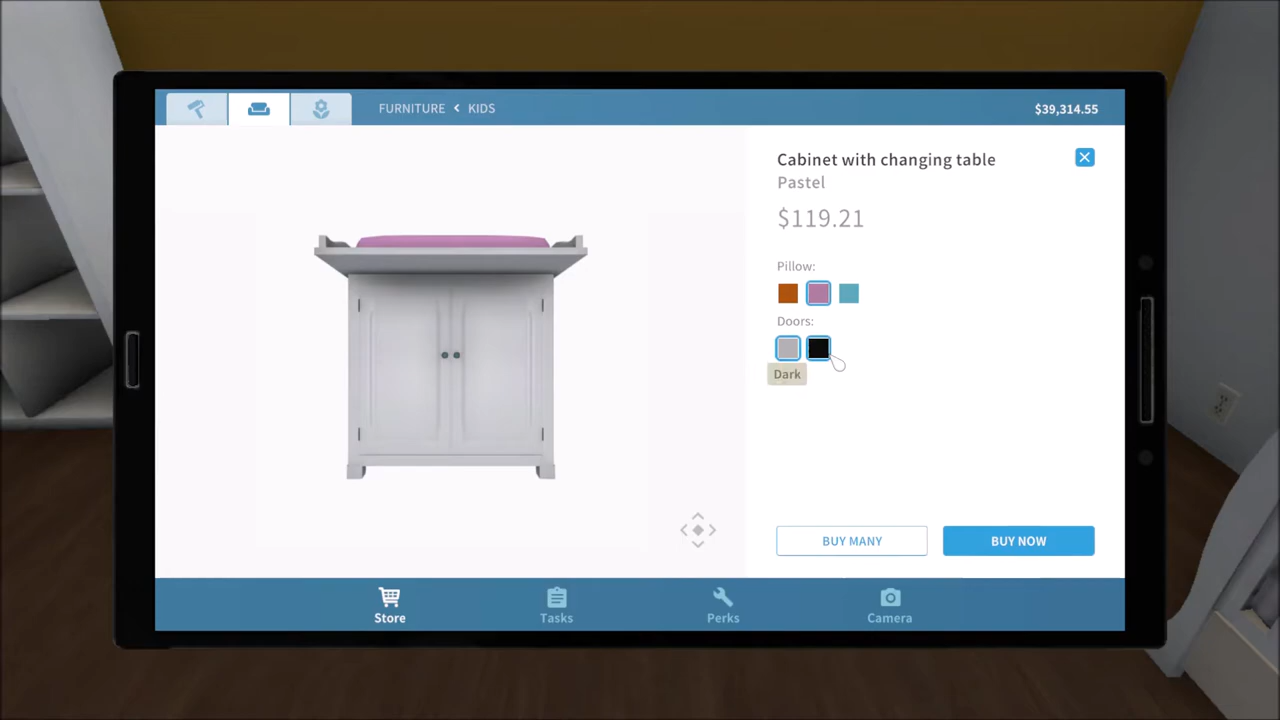 FURNITURE < KIDS
$39,314.55
Cabinet with changing table
Pastel
$119.21
Pillow:
Doors:
Dark
BUY MANY
BUY NOW
Store
Tasks
Perks
Camera